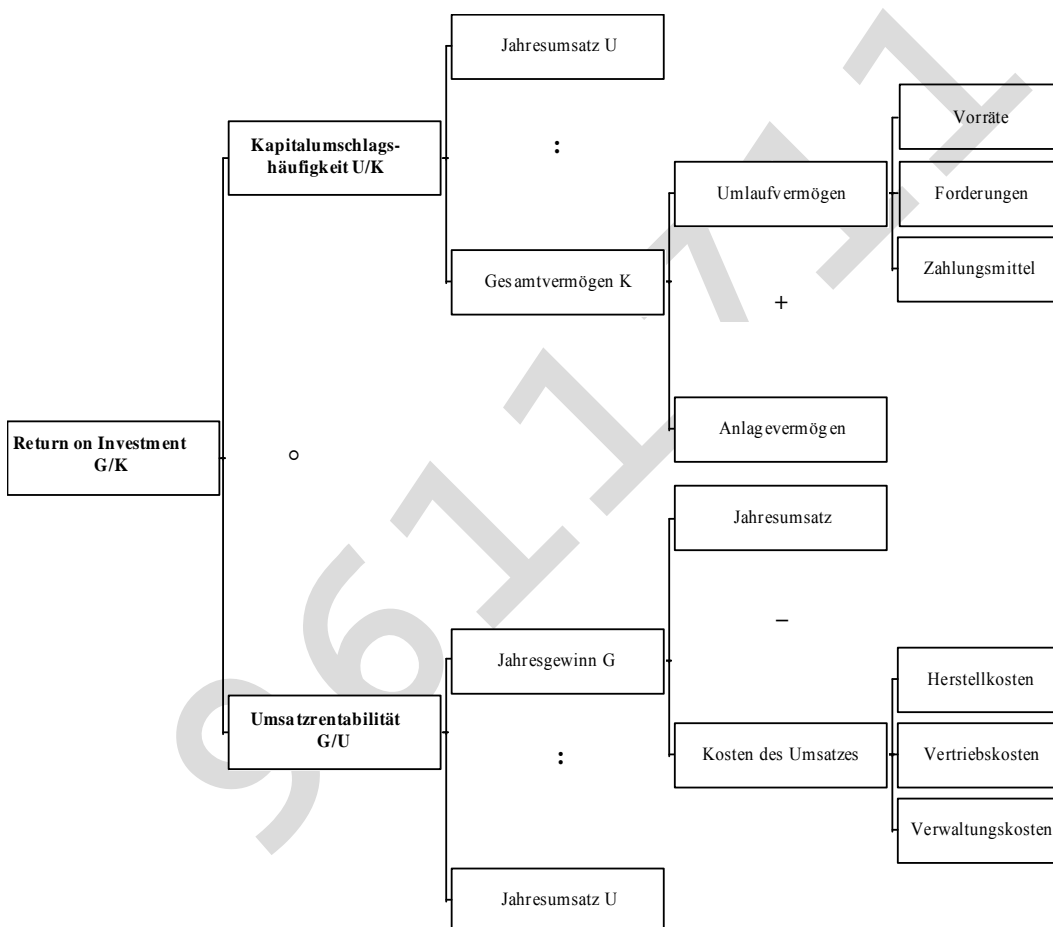 Jahresumsatz U
Kapitalumschlags-
häufigkeit U/K
:
Vorräte
Umlaufvermögen
Forderungen
Gesamtvermögen K
Zahlungsmittel
+
Anlagevermögen
Return on Investment
G/K
°
Jahresumsatz
−
Jahresgewinn G
Herstellkosten
Umsatzrentabilität
G/U
:
Kosten des Umsatzes
Vertriebskosten
Verwaltungskosten
Jahresumsatz U
9611711